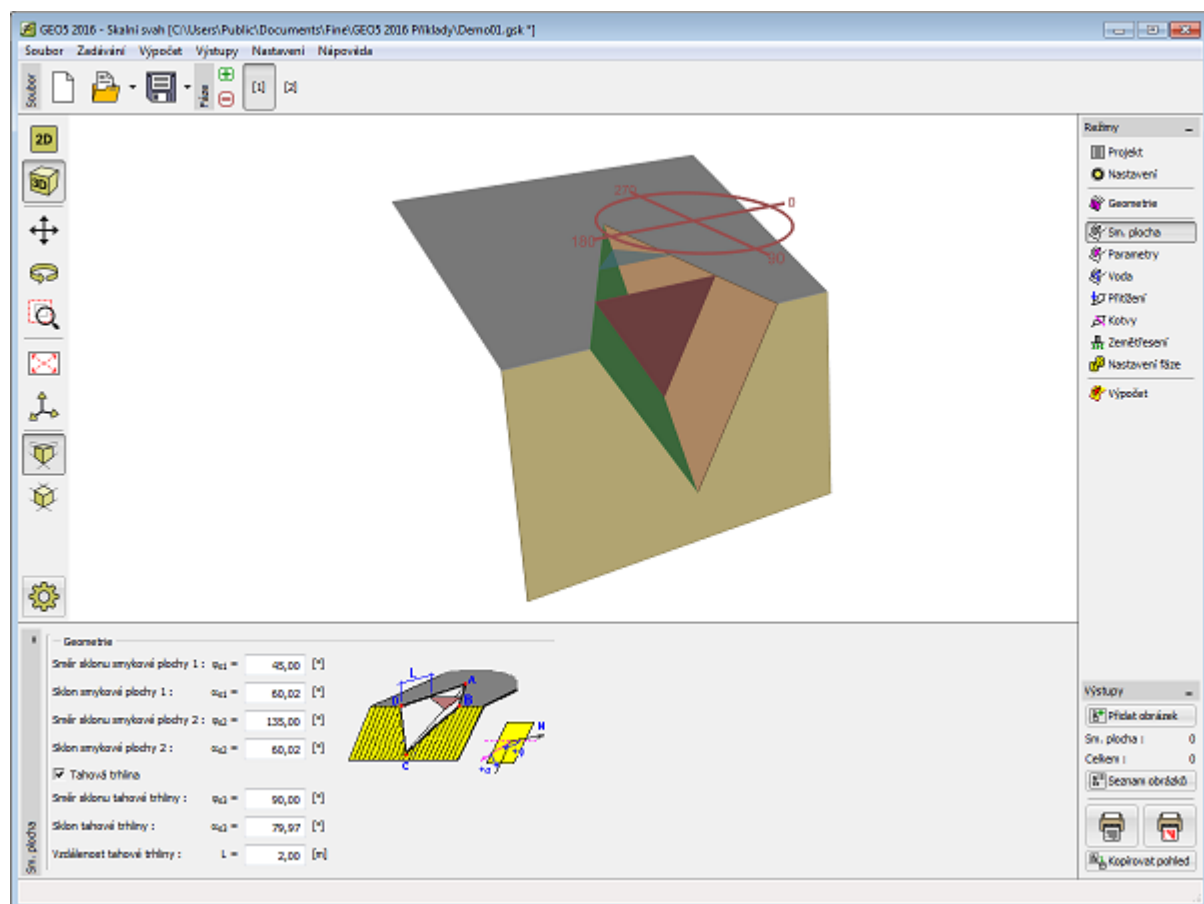 GEO5 2016 - Skalní svah [C:\Users\Public\Documents\Fine\GEO5 2016 Příklady\Demo01.gsk *]
Soubor Zadávání Výpočet Výstupy Nastavení Nápověda
Soubor
Fáze
[1] [2]
2D
3D
270
0
180
90
Režimy
Projekt
Nastavení
Geometrie
Sm. plocha
Parametry
Voda
Přitížení
Kotvy
Zemětřesení
Nastavení fáze
Výpočet
Geometrie
Směr sklonu smykové plochy 1 : φs1 = 45,00 [°]
Sklon smykové plochy 1 : αs1 = 60,02 [°]
Směr sklonu smykové plochy 2 : φs2 = 135,00 [°]
Sklon smykové plochy 2 : αs2 = 60,02 [°]
Tahová trhlina
Směr sklonu tahové trhliny : 90,00 [°]
Sklon tahové trhliny : 79,97 [°]
Vzdálenost tahové trhliny : L = 2,00 [m]
Sm. plocha
L
A
D
B
C
N
Výstupy
Přidat obrázek
Sm. plocha : 0
Celkem : 0
Seznam obrázků
Kopírovat pohled